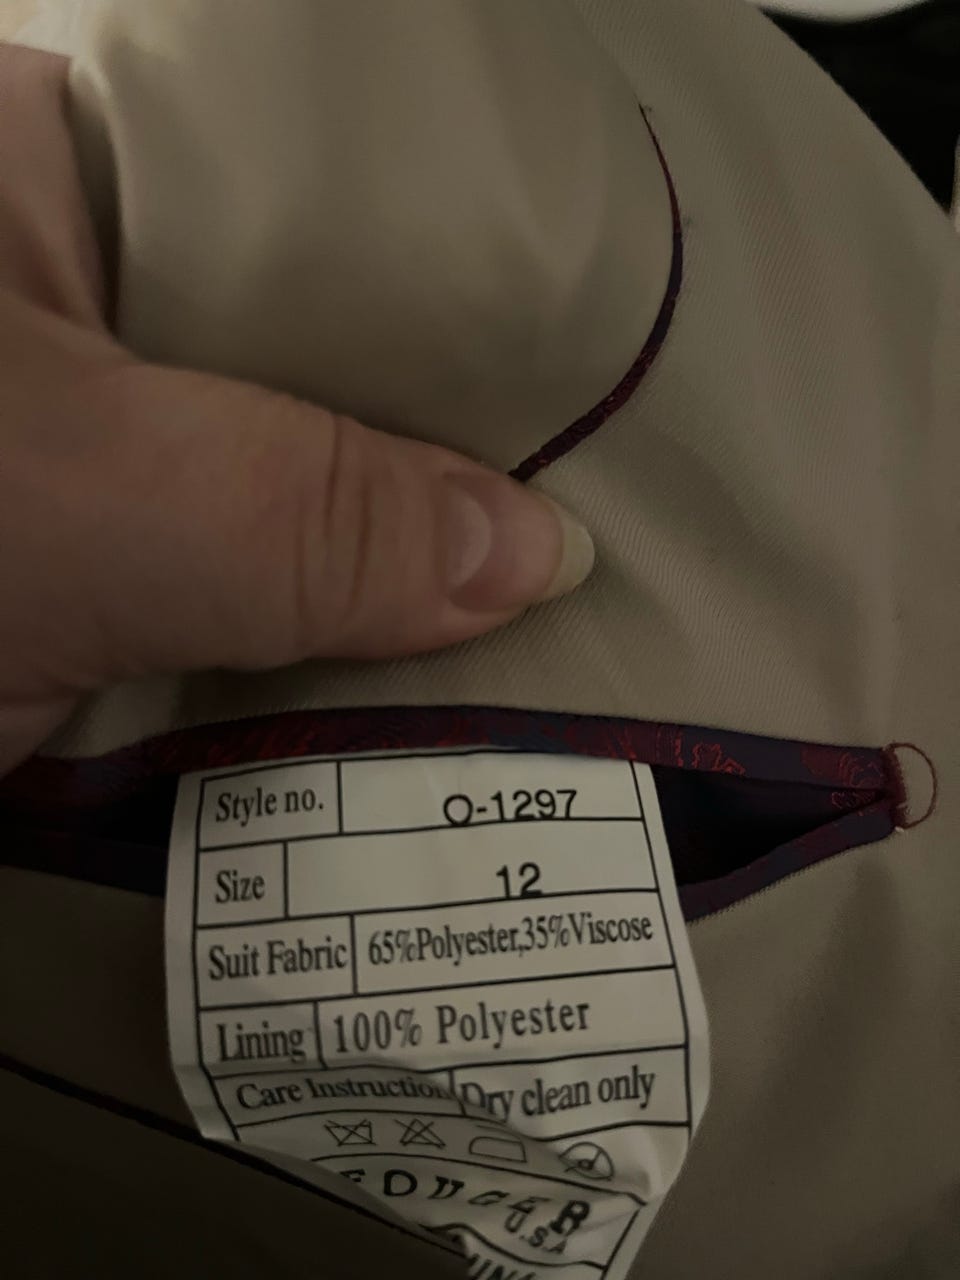 Style no. O-1297
Size 12
Suit Fabric 65%Polyester,35%Viscose
Lining 100% Polyester
Care Instruction Dry clean only
U.S.A